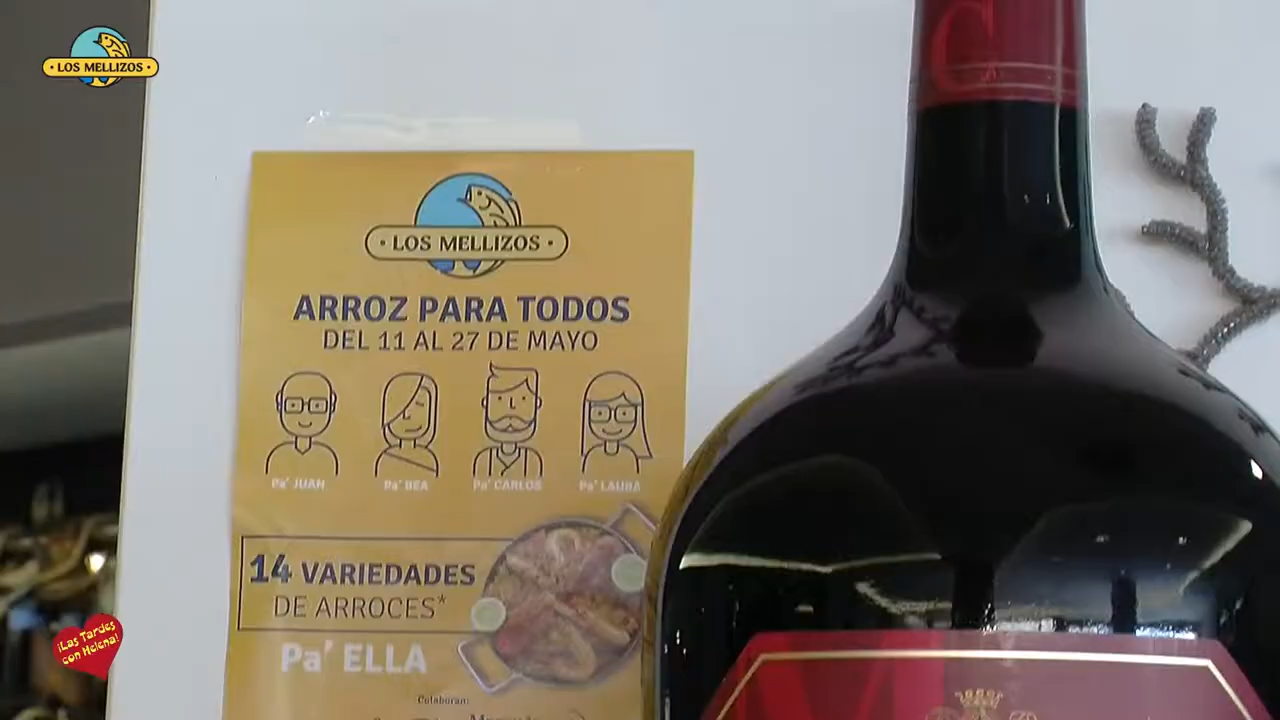 · LOS MELLIZOS ·
· LOS MELLIZOS ·
ARROZ PARA TODOS
DEL 11 AL 27 DE MAYO
Pa' JUAN
Pa' BEA
Pa' CARLOS
Pa' LAURA
14 VARIEDADES
DE ARROCES*
Pa' ELLA
Colaboran:
¡Las Tardes
con Helena!